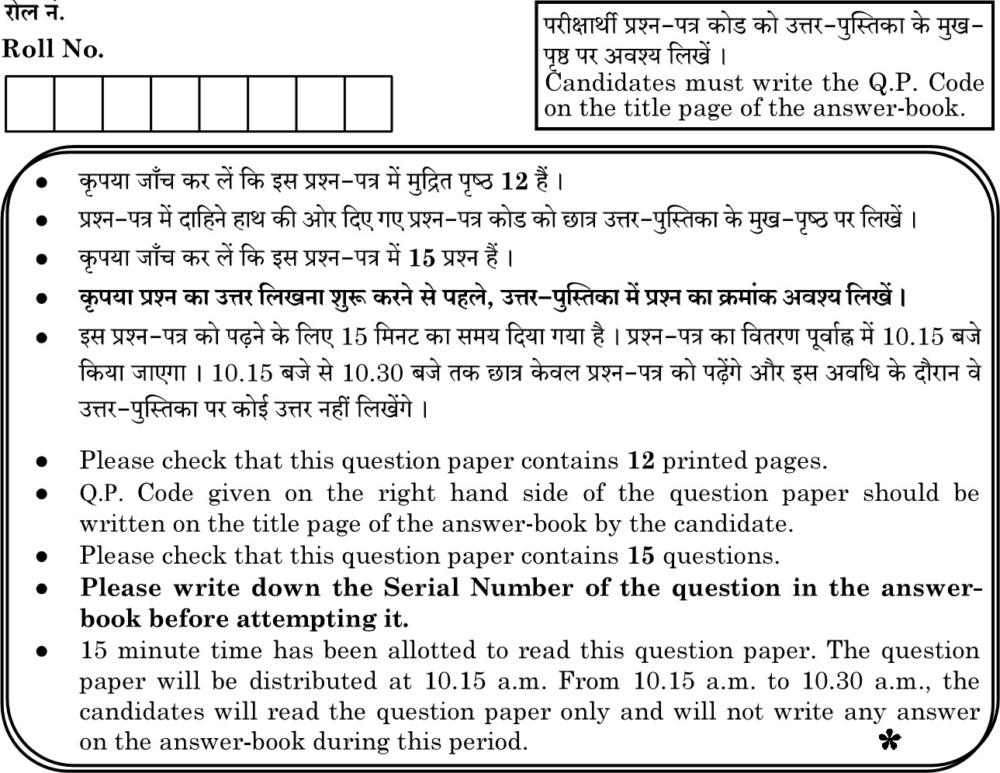 रोल नं.
Roll No.
परीक्षार्थी प्रश्न-पत्र कोड को उत्तर-पुस्तिका के मुख-
पृष्ठ पर अवश्य लिखें ।
Candidates must write the Q.P. Code
on the title page of the answer-book.
● कृपया जाँच कर लें कि इस प्रश्न-पत्र में मुद्रित पृष्ठ 12 हैं ।
● प्रश्न-पत्र में दाहिने हाथ की ओर दिए गए प्रश्न-पत्र कोड को छात्र उत्तर-पुस्तिका के मुख-पृष्ठ पर लिखें ।
● कृपया जाँच कर लें कि इस प्रश्न-पत्र में 15 प्रश्न हैं ।
● कृपया प्रश्न का उत्तर लिखना शुरू करने से पहले, उत्तर-पुस्तिका में प्रश्न का क्रमांक अवश्य लिखें ।
● इस प्रश्न-पत्र को पढ़ने के लिए 15 मिनट का समय दिया गया है । प्रश्न-पत्र का वितरण पूर्वाह्न में 10.15 बजे
किया जाएगा । 10.15 बजे से 10.30 बजे तक छात्र केवल प्रश्न-पत्र को पढ़ेंगे और इस अवधि के दौरान वे
उत्तर-पुस्तिका पर कोई उत्तर नहीं लिखेंगे ।
● Please check that this question paper contains 12 printed pages.
● Q.P. Code given on the right hand side of the question paper should be
written on the title page of the answer-book by the candidate.
● Please check that this question paper contains 15 questions.
● Please write down the Serial Number of the question in the answer-
book before attempting it.
● 15 minute time has been allotted to read this question paper. The question
paper will be distributed at 10.15 a.m. From 10.15 a.m. to 10.30 a.m., the
candidates will read the question paper only and will not write any answer
on the answer-book during this period.
*